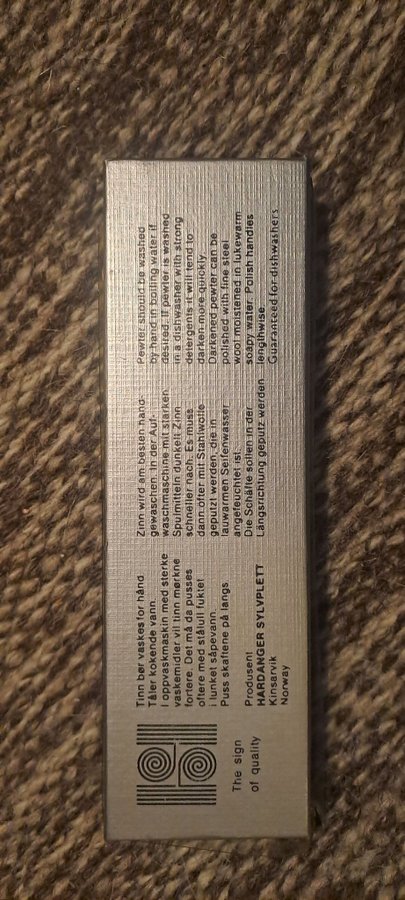 The sign
of quality
Tinn bør vaskes for hånd.
Tåler kokende vann.
I oppvaskmaskin med sterke
vaskemidler vil tinn mørkne
fortere. Det må da pusses
oftere med stålull fuktet
i lunket såpevann.
Puss skaftene på langs
Produsent
HARDANGER SYLVPLETT
Kinsarvik
Norway
Zinn wird am besten hand-
gewaschen. In der Auf-
waschmaschine mit starken
Spulmitteln dunkelt Zinn
schneller nach. Es muss
dann öfter mit Stahlwolle
geputzt werden, die in
lauwarmen Seifenwasser
angefeuchtet ist.
Die Schäfte sollen in der
Längsrichtung geputz werden
Pewter should be washed
by hand in boiling water if
desired. If pewter is washed
in a dishwasher with strong
detergents it will tend to
darken more quickly.
Darkened pewter can be
polished with fine steel
wool moistened in lukewarm
soapy water. Polish handles
lengthwise.
Guaranteed for dishwashers